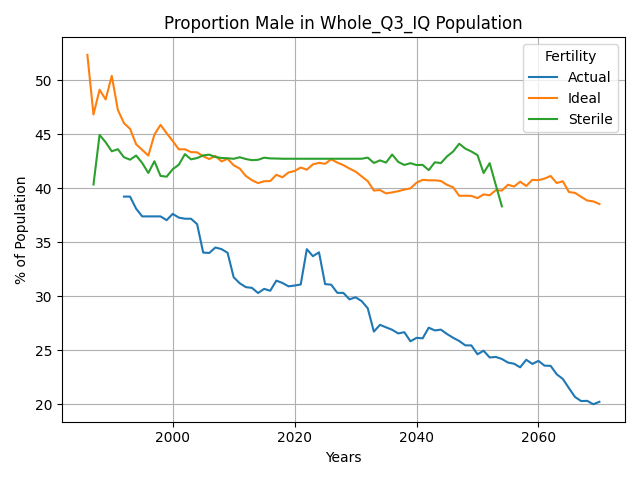 Proportion Male in Whole_Q3_IQ Population
Fertility
Actual
Ideal
Sterile
% of Population
50
45
40
35
30
25
20
2000
2020
2040
2060
Years